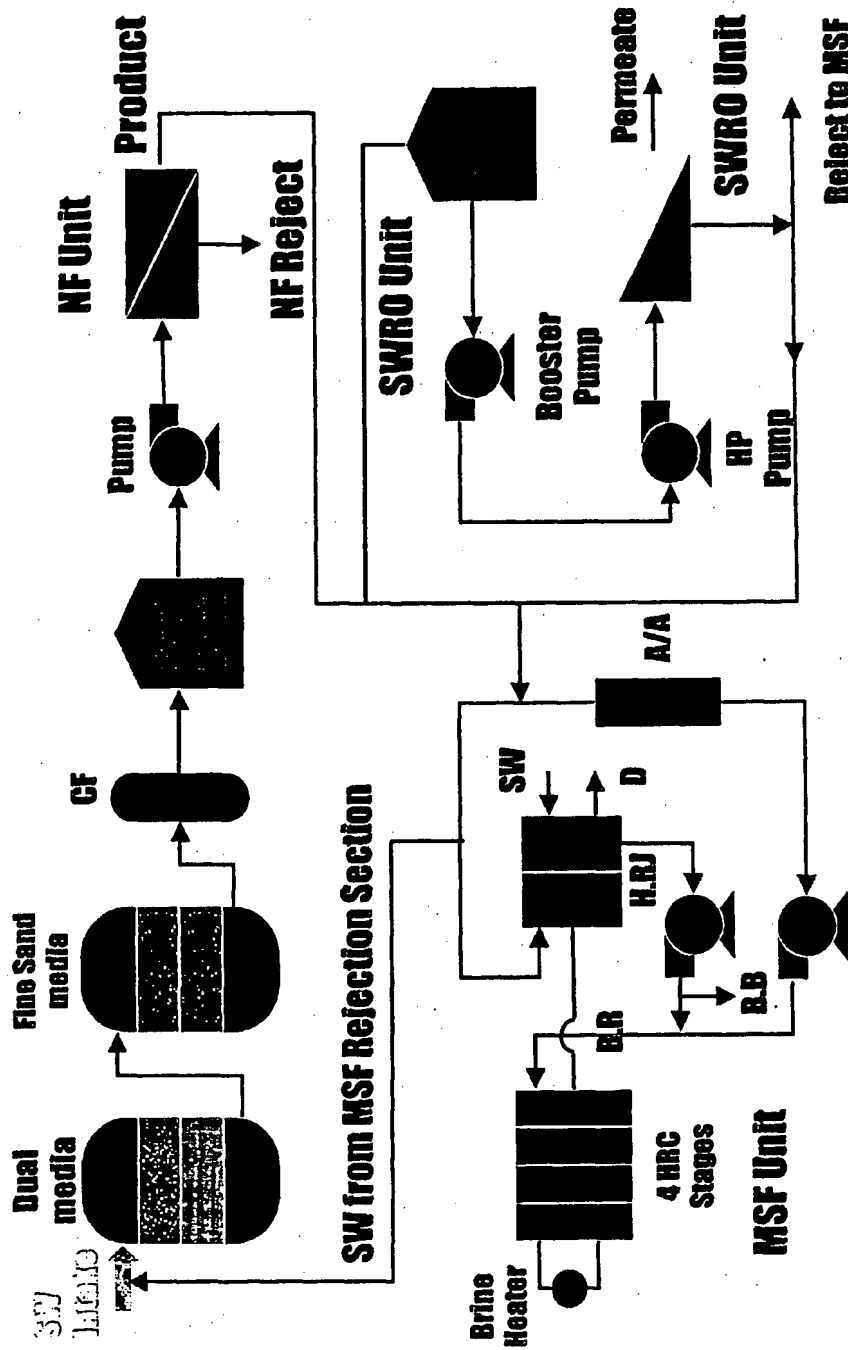 SW
Intake
Dual
media
Fine Sand
media
CF
Pump
NF Unit
Product
NF Reject
SW from MSF Rejection Section
SWRO Unit
Booster
Pump
HP
Pump
Permeate
SWRO Unit
Reject to MSF
Brine
Heater
4 HRC
Stages
MSF Unit
B.R
B.B
H.RJ
SW
D
A/A